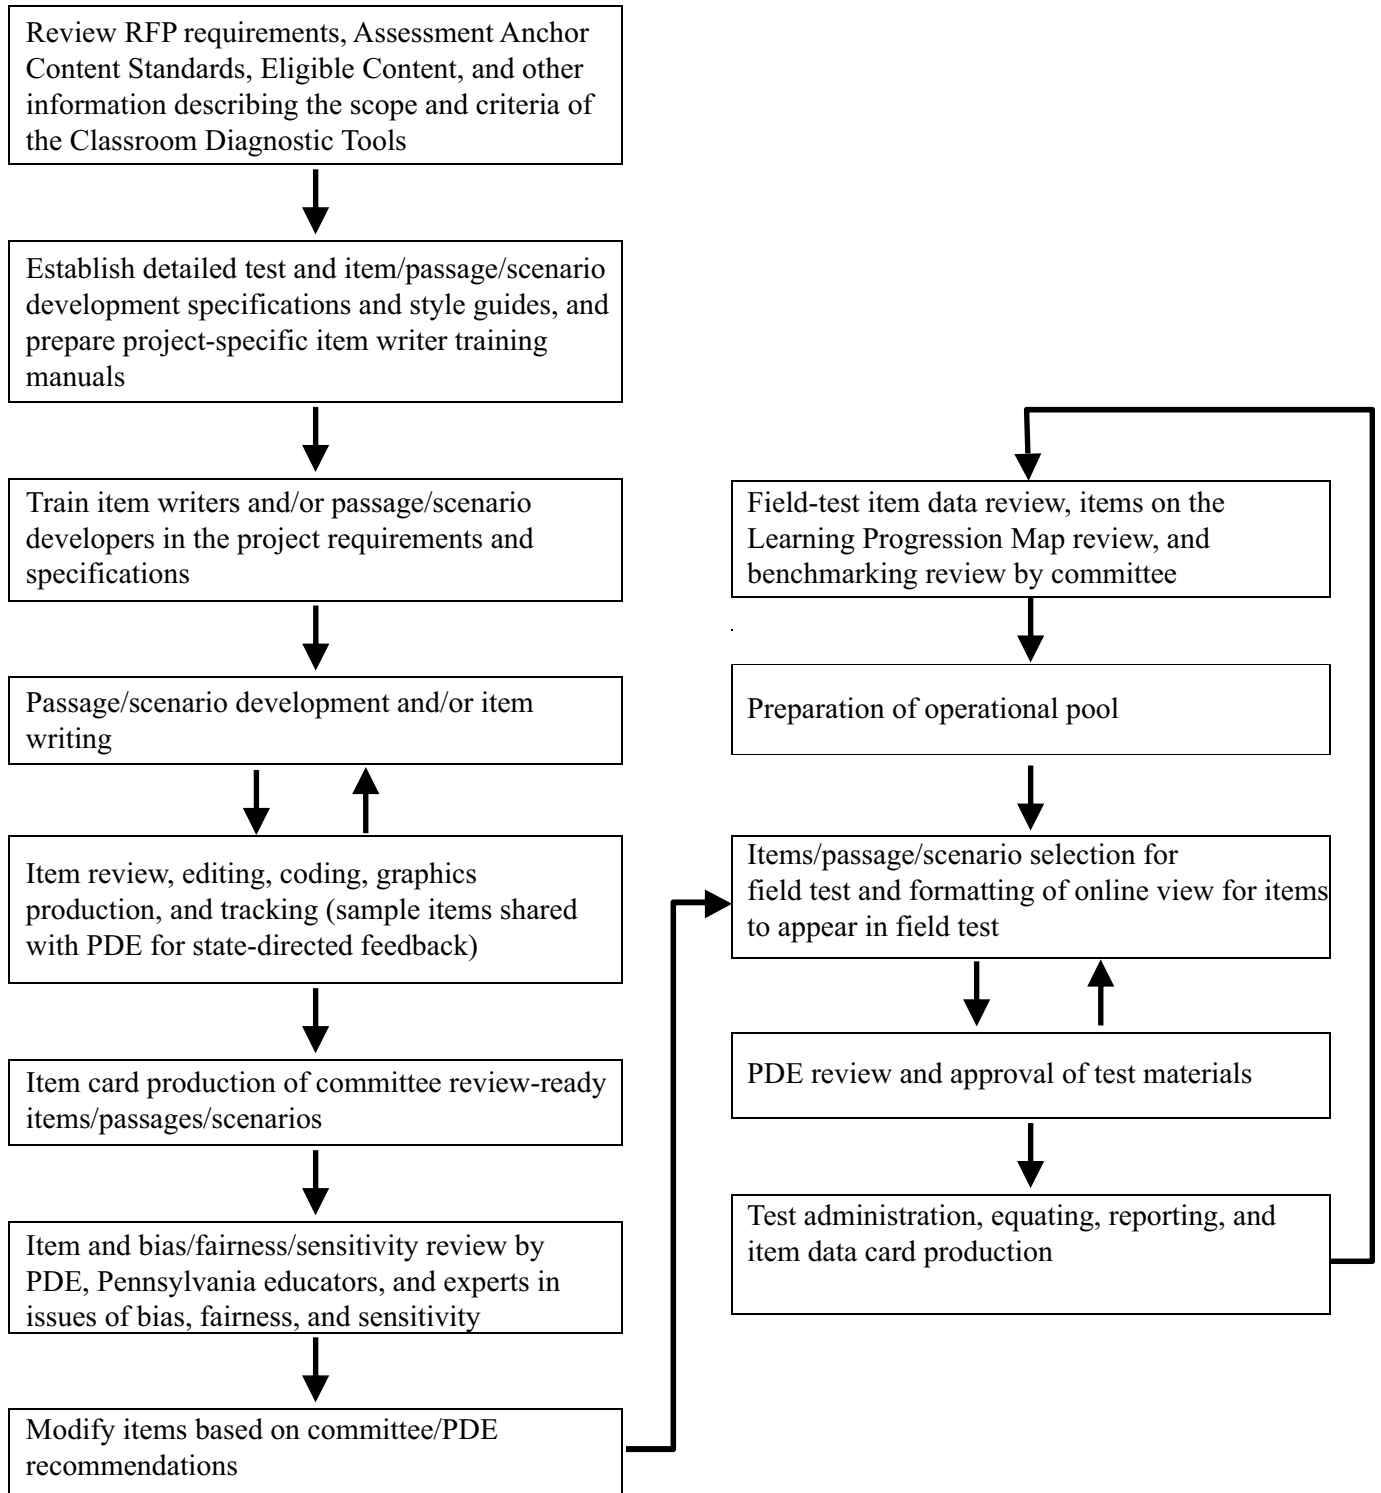 Review RFP requirements, Assessment Anchor
Content Standards, Eligible Content, and other
information describing the scope and criteria of
the Classroom Diagnostic Tools
Establish detailed test and item/passage/scenario
development specifications and style guides, and
prepare project-specific item writer training
manuals
Train item writers and/or passage/scenario
developers in the project requirements and
specifications
Passage/scenario development and/or item
writing
Item review, editing, coding, graphics
production, and tracking (sample items shared
with PDE for state-directed feedback)
Item card production of committee review-ready
items/passages/scenarios
Item and bias/fairness/sensitivity review by
PDE, Pennsylvania educators, and experts in
issues of bias, fairness, and sensitivity
Modify items based on committee/PDE
recommendations
Field-test item data review, items on the
Learning Progression Map review, and
benchmarking review by committee
Preparation of operational pool
Items/passage/scenario selection for
field test and formatting of online view for items
to appear in field test
PDE review and approval of test materials
Test administration, equating, reporting, and
item data card production